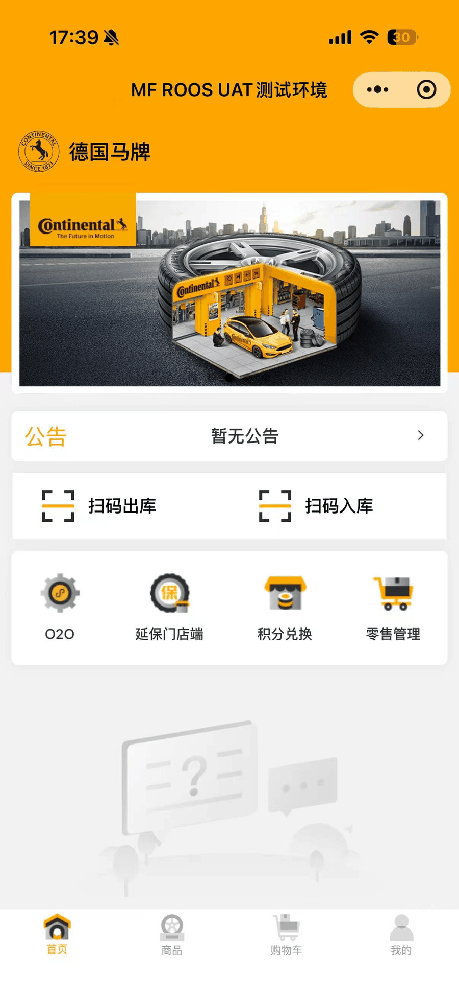 17:39
30
MF ROOS UAT 测试环境
CONTINENTAL
SINCE 1871
德国马牌
Continental
The Future in Motion
Continental
Continental
Continental
公告
暂无公告
扫码出库
扫码入库
保
O2O
延保门店端
积分兑换
零售管理
?
首页
商品
购物车
我的